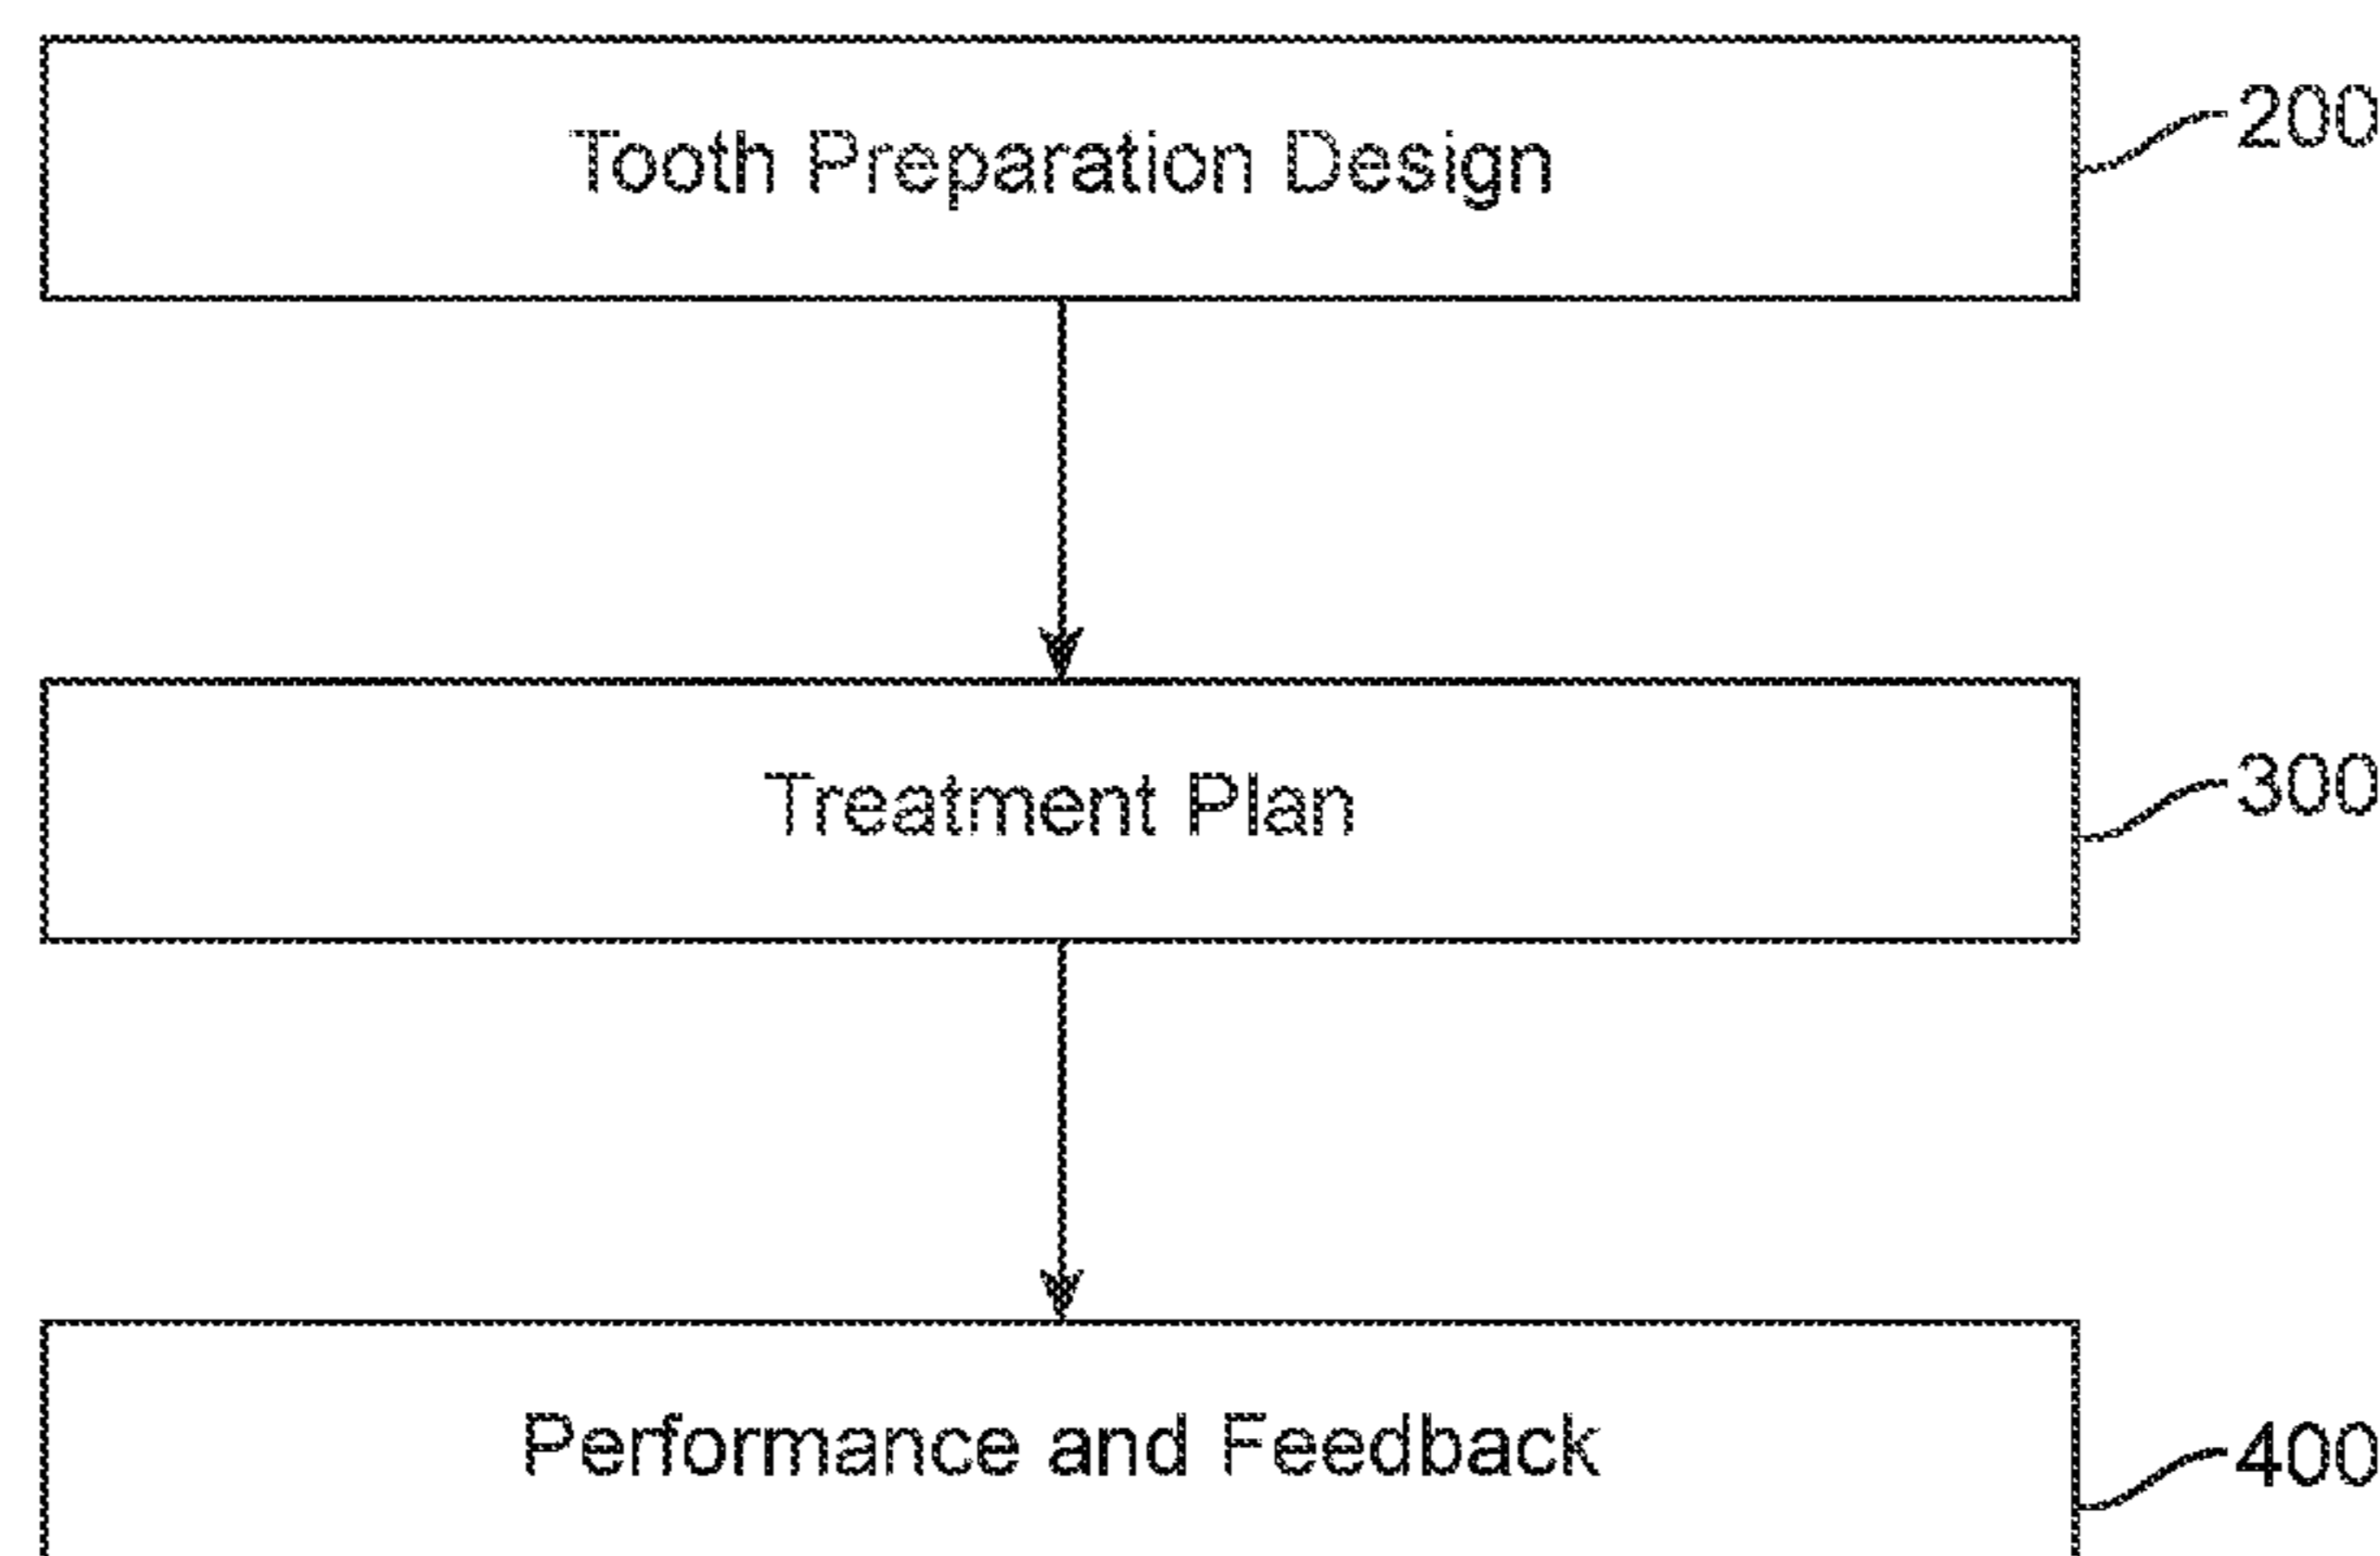 Tooth Preparation Design
200
Treatment Plan
300
Performance and Feedback
400